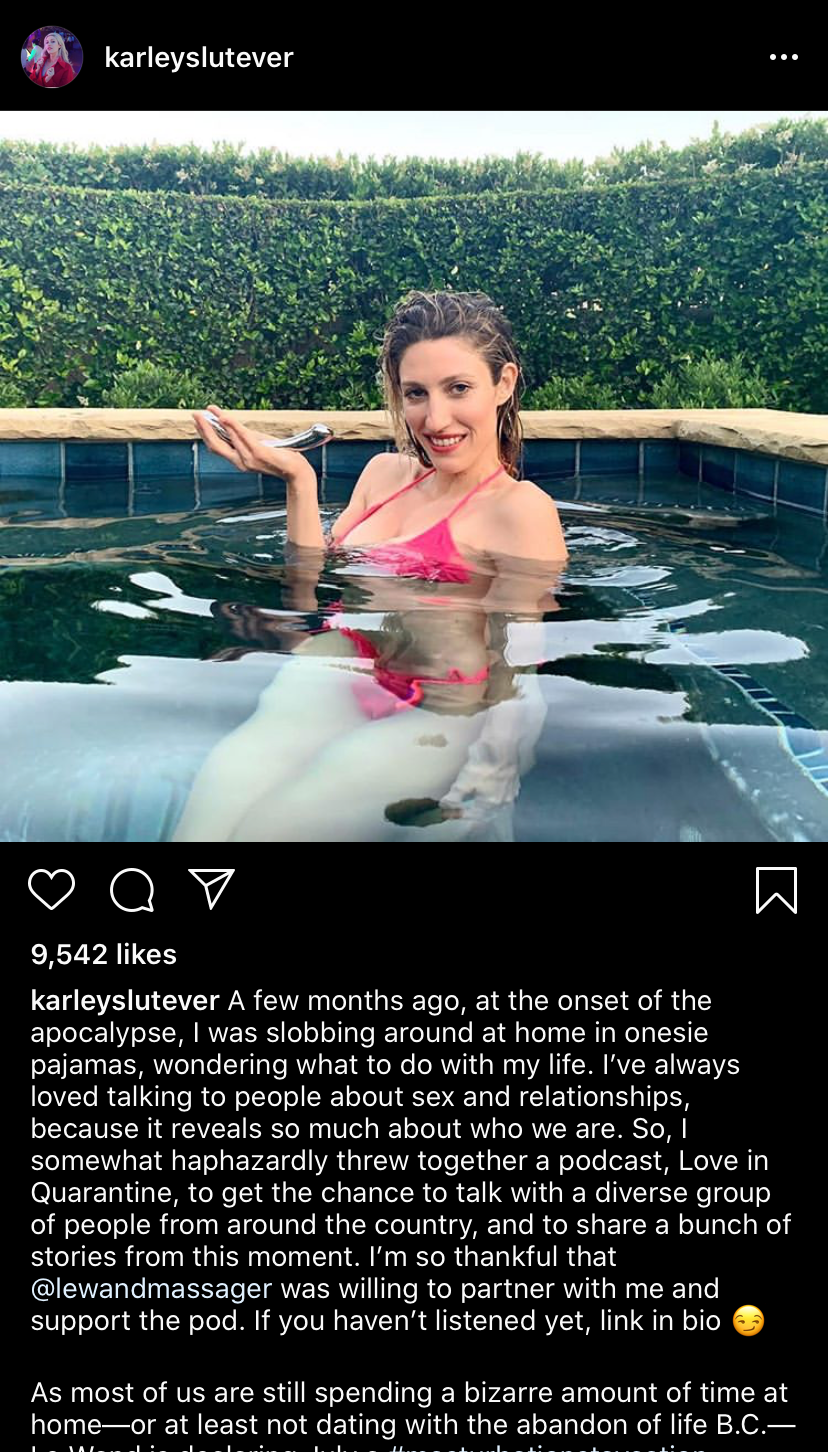 karleyslutever
9,542 likes
karleyslutever A few months ago, at the onset of the
apocalypse, I was slobbing around at home in onesie
pajamas, wondering what to do with my life. I’ve always
loved talking to people about sex and relationships,
because it reveals so much about who we are. So, I
somewhat haphazardly threw together a podcast, Love in
Quarantine, to get the chance to talk with a diverse group
of people from around the country, and to share a bunch of
stories from this moment. I’m so thankful that
@lewandmassager was willing to partner with me and
support the pod. If you haven’t listened yet, link in bio 😏
As most of us are still spending a bizarre amount of time at
home—or at least not dating with the abandon of life B.C.—
Le Wand is declaring July a